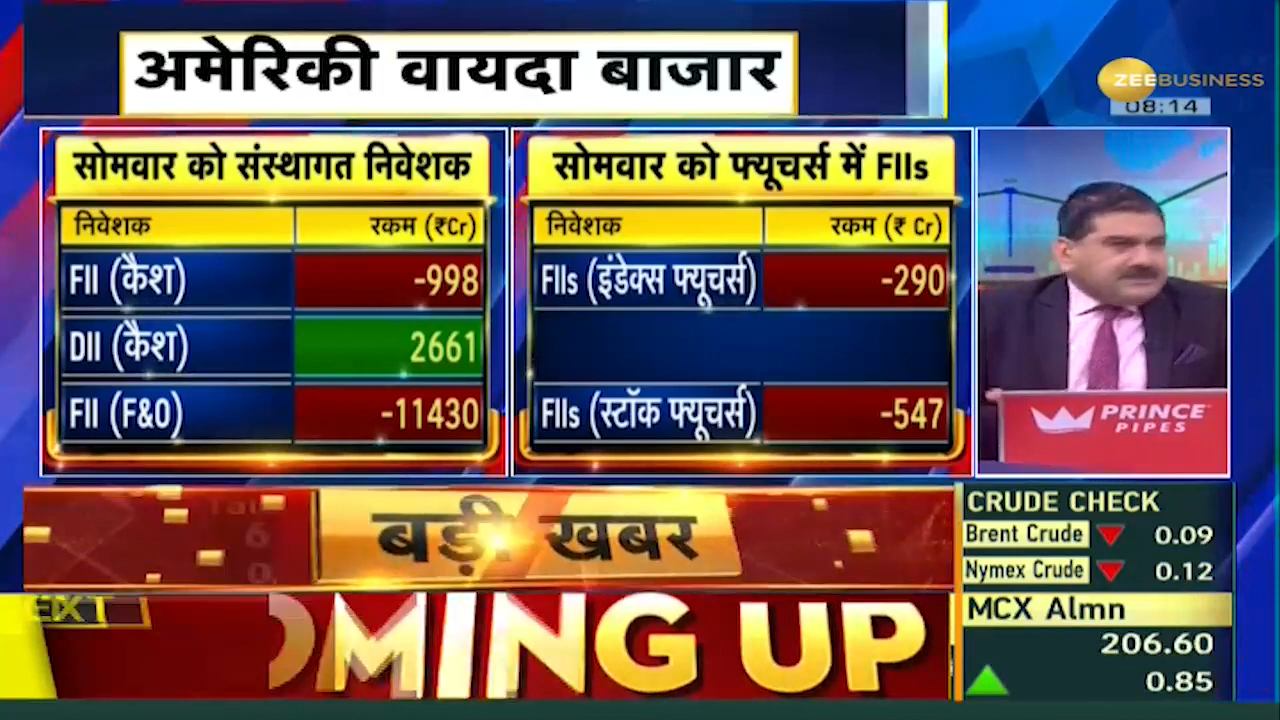 अमेरिकी वायदा बाजार
ZEEBUSINESS
08:14
सोमवार को संस्थागत निवेशक
निवेशक रकम (₹Cr)
FII (कैश) -998
DII (कैश) 2661
FII (F&O) -11430
सोमवार को फ्यूचर्स में FIIs
निवेशक रकम (₹ Cr)
FIIs (इंडेक्स फ्यूचर्स) -290
FIIs (स्टॉक फ्यूचर्स) -547
PRINCE
PIPES
बड़ी खबर
MING UP
CRUDE CHECK
Brent Crude 0.09
Nymex Crude 0.12
MCX Almn
206.60
0.85